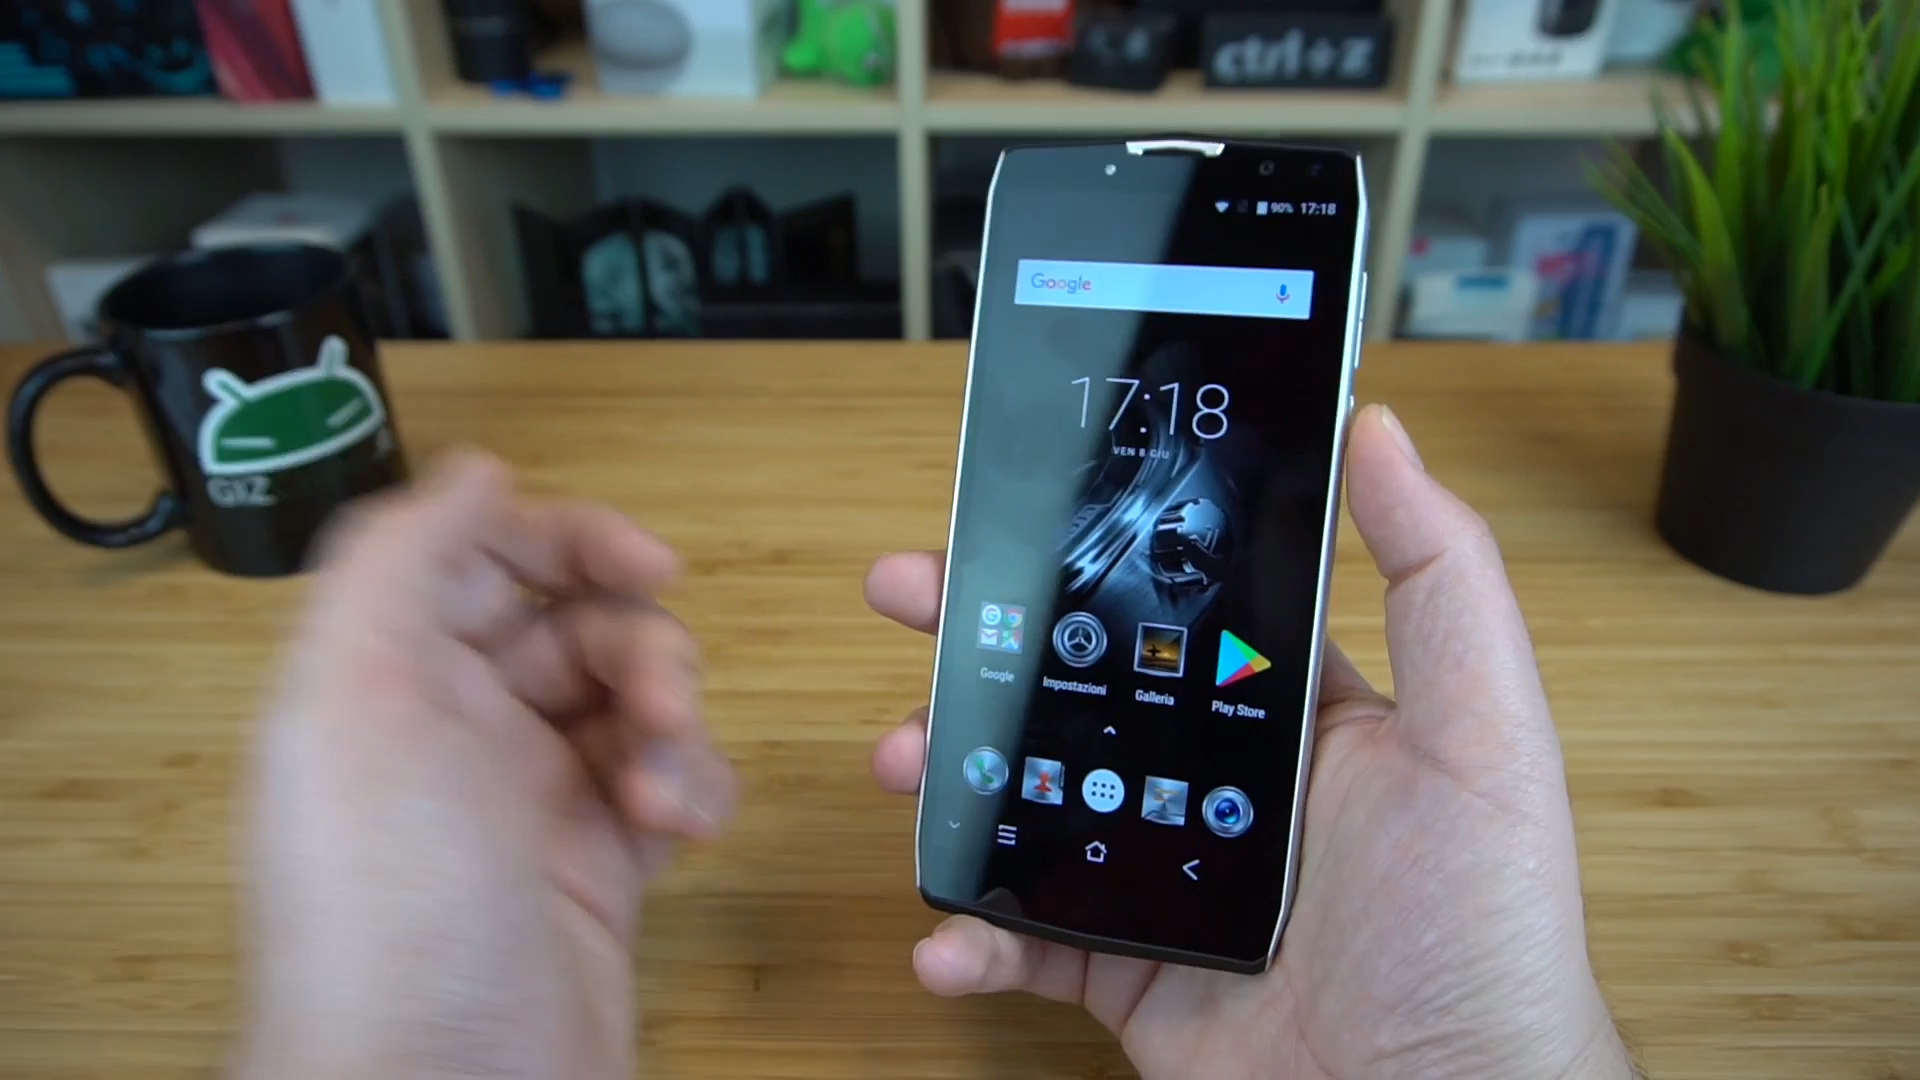 ctrl+z
90% 17:18
Google
17:18
VEN 8 GIU
Google
Impostazioni
Galleria
Play Store
GIZ